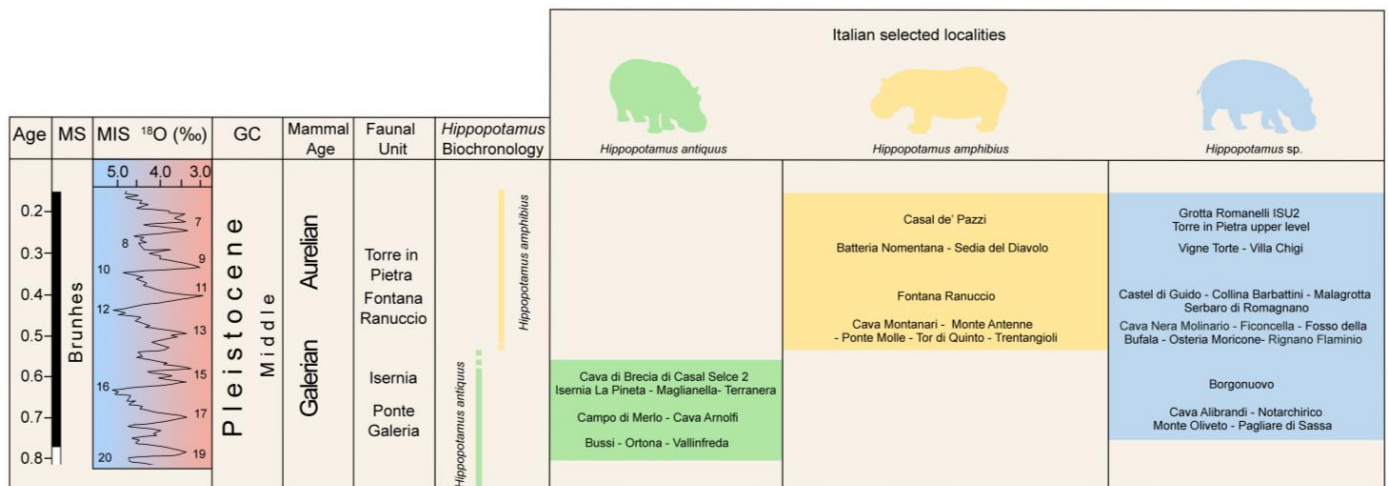 Italian selected localities
Hippopotamus antiquus
Hippopotamus amphibius
Hippopotamus sp.
Age
MS
MIS
18O (‰)
GC
Mammal
Age
Faunal
Unit
Hippopotamus
Biochronology
5.0 4.0 3.0
0.2
0.3
0.4
0.5
0.6
0.7
0.8
Brunhes
7
8
9
10
11
12
13
15
16
17
19
20
Pleistocene
Middle
Aurelian
Galerian
Torre in
Pietra
Fontana
Ranuccio
Isernia
Ponte
Galeria
Hippopotamus amphibius
Hippopotamus antiquus
Cava di Brecia di Casal Selce 2
Isernia La Pineta - Maglianella- Terranera
Campo di Merlo - Cava Arnolfi
Bussi - Ortona - Vallinfreda
Casal de’ Pazzi
Batteria Nomentana - Sedia del Diavolo
Fontana Ranuccio
Cava Montanari - Monte Antenne
- Ponte Molle - Tor di Quinto - Trentangioli
Grotta Romanelli ISU2
Torre in Pietra upper level
Vigne Torte - Villa Chigi
Castel di Guido - Collina Barbattini - Malagrotta
Serbaro di Romagnano
Cava Nera Molinario - Ficoncella - Fosso della
Bufala - Osteria Moricone- Rignano Flaminio
Borgonuovo
Cava Alibrandi - Notarchirico
Monte Oliveto - Pagliare di Sassa